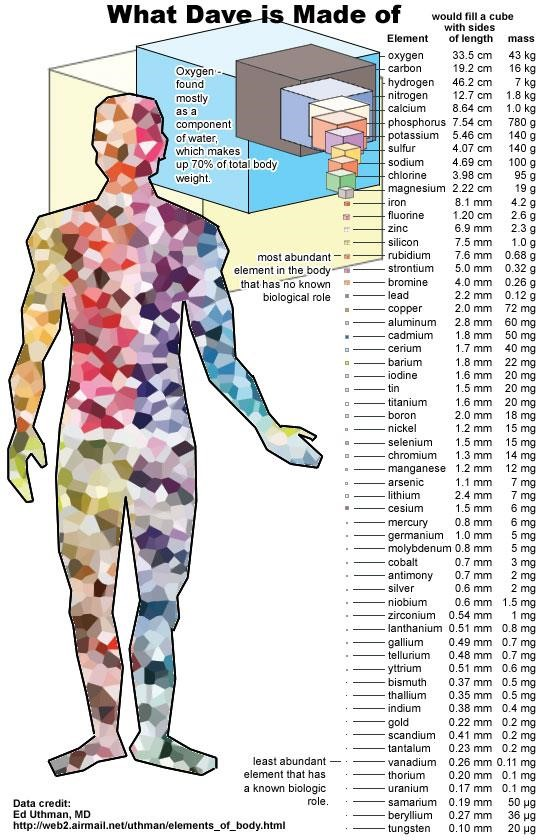 What Dave is Made of
would fill a cube
with sides
Element of length mass
oxygen 33.5 cm 43 kg
carbon 19.2 cm 16 kg
hydrogen 46.2 cm 7 kg
nitrogen 12.7 cm 1.8 kg
calcium 8.64 cm 1.0 kg
phosphorus 7.54 cm 780 g
potassium 5.46 cm 140 g
sulfur 4.07 cm 140 g
sodium 4.69 cm 100 g
chlorine 3.98 cm 95 g
magnesium 2.22 cm 19 g
iron 8.1 mm 4.2 g
fluorine 1.20 cm 2.6 g
zinc 6.9 mm 2.3 g
silicon 7.5 mm 1.0 g
rubidium 7.6 mm 0.68 g
strontium 5.0 mm 0.32 g
bromine 4.0 mm 0.26 g
lead 2.2 mm 0.12 g
copper 2.0 mm 72 mg
aluminum 2.8 mm 60 mg
cadmium 1.8 mm 50 mg
cerium 1.7 mm 40 mg
barium 1.8 mm 22 mg
iodine 1.6 mm 20 mg
tin 1.5 mm 20 mg
titanium 1.6 mm 20 mg
boron 2.0 mm 18 mg
nickel 1.2 mm 15 mg
selenium 1.5 mm 15 mg
chromium 1.3 mm 14 mg
manganese 1.2 mm 12 mg
arsenic 1.1 mm 7 mg
lithium 2.4 mm 7 mg
cesium 1.5 mm 6 mg
mercury 0.8 mm 6 mg
germanium 1.0 mm 5 mg
molybdenum 0.8 mm 5 mg
cobalt 0.7 mm 3 mg
antimony 0.7 mm 2 mg
silver 0.6 mm 2 mg
niobium 0.6 mm 1.5 mg
zirconium 0.54 mm 1 mg
lanthanium 0.51 mm 0.8 mg
gallium 0.49 mm 0.7 mg
tellurium 0.48 mm 0.7 mg
yttrium 0.51 mm 0.6 mg
bismuth 0.37 mm 0.5 mg
thallium 0.35 mm 0.5 mg
indium 0.38 mm 0.4 mg
gold 0.22 mm 0.2 mg
scandium 0.41 mm 0.2 mg
tantalum 0.23 mm 0.2 mg
vanadium 0.26 mm 0.11 mg
thorium 0.20 mm 0.1 mg
uranium 0.17 mm 0.1 mg
samarium 0.19 mm 50 µg
beryllium 0.27 mm 36 µg
tungsten 0.10 mm 20 µg
Oxygen -
found
mostly
as a
component
of water,
which makes
up 70% of total body
weight.
most abundant
element in the body
that has no known
biological role
least abundant
element that has
a known biologic
role.
Data credit:
Ed Uthman, MD
http://web2.airmail.net/uthman/elements_of_body.html